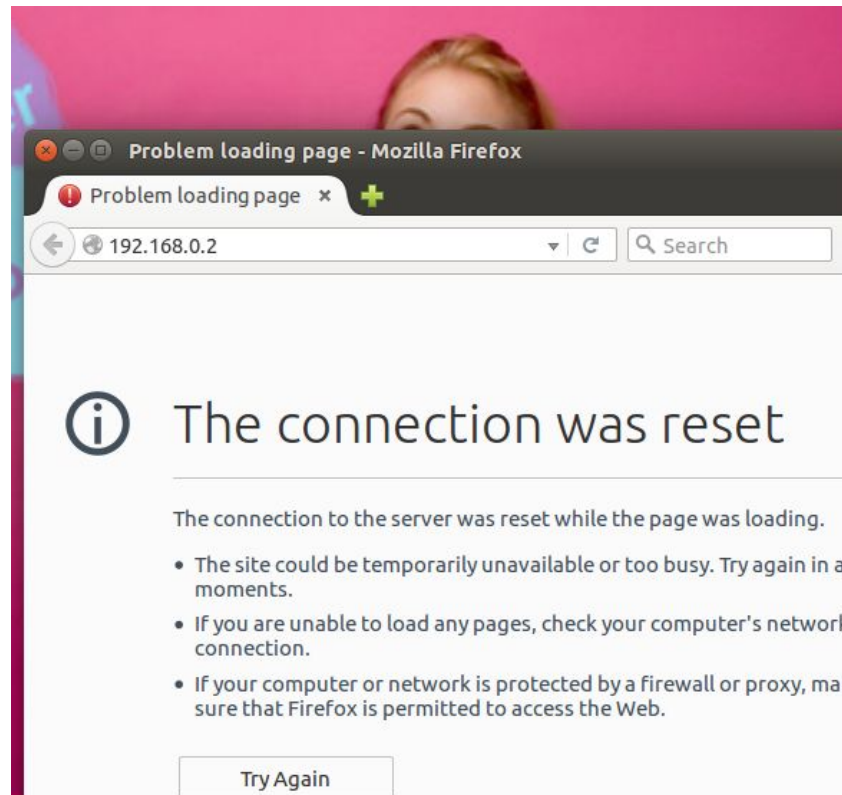 er
Problem loading page - Mozilla Firefox
Problem loading page
192.168.0.2
Search
The connection was reset
The connection to the server was reset while the page was loading.
• The site could be temporarily unavailable or too busy. Try again in a
moments.
• If you are unable to load any pages, check your computer's network
connection.
• If your computer or network is protected by a firewall or proxy, ma
sure that Firefox is permitted to access the Web.
Try Again